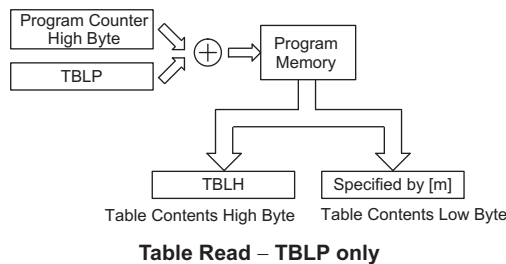 Program Counter
High Byte
TBLP
Program
Memory
TBLH
Specified by [m]
Table Contents High Byte
Table Contents Low Byte
Table Read – TBLP only